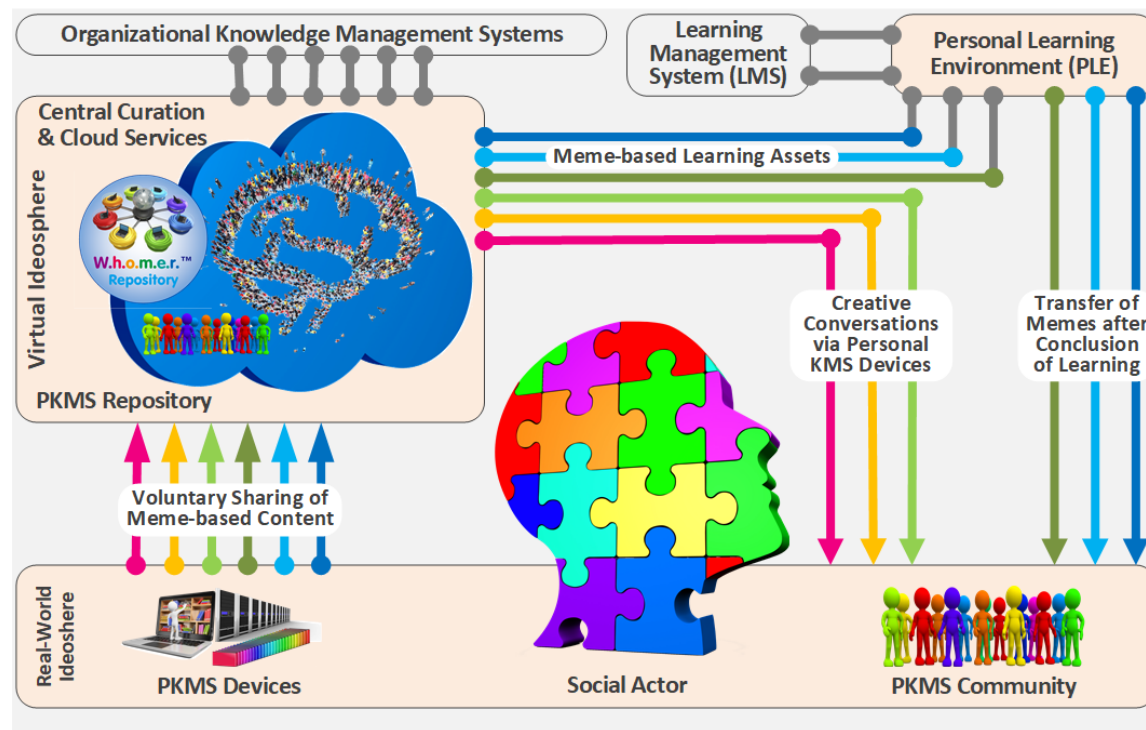 Organizational Knowledge Management Systems
Learning
Management
System (LMS)
Personal Learning
Environment (PLE)
Central Curation
& Cloud Services
Virtual Ideosphere
W.h.o.m.e.r.™
Repository
PKMS Repository
Meme-based Learning Assets
Creative
Conversations
via Personal
KMS Devices
Transfer of
Memes after
Conclusion
of Learning
Voluntary Sharing of
Meme-based Content
Real-World
Ideoshere
PKMS Devices
Social Actor
PKMS Community